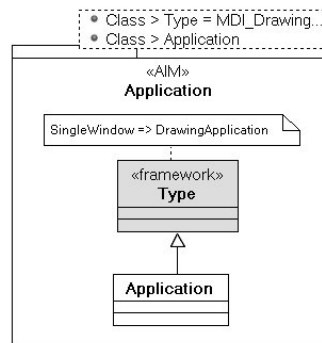 Class > Type = MDI_Drawing...
Class > Application
«AIM»
Application
SingleWindow => DrawingApplication
«framework»
Type
Application